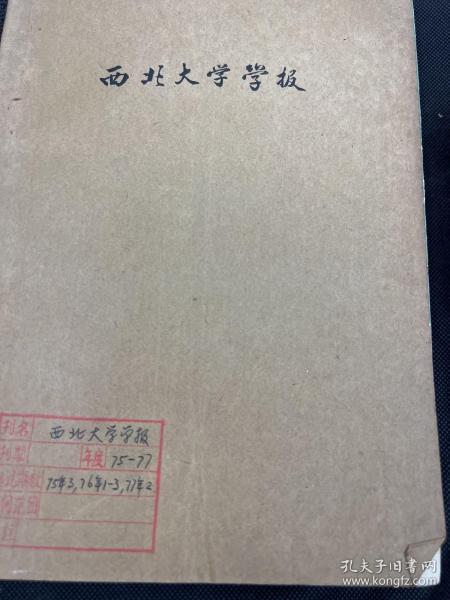 西北大学学报
刊名 西北大学学报
刊期 年度 75-77
75年3,76年1-3,77年2
孔夫子旧书网
www.kongfz.com